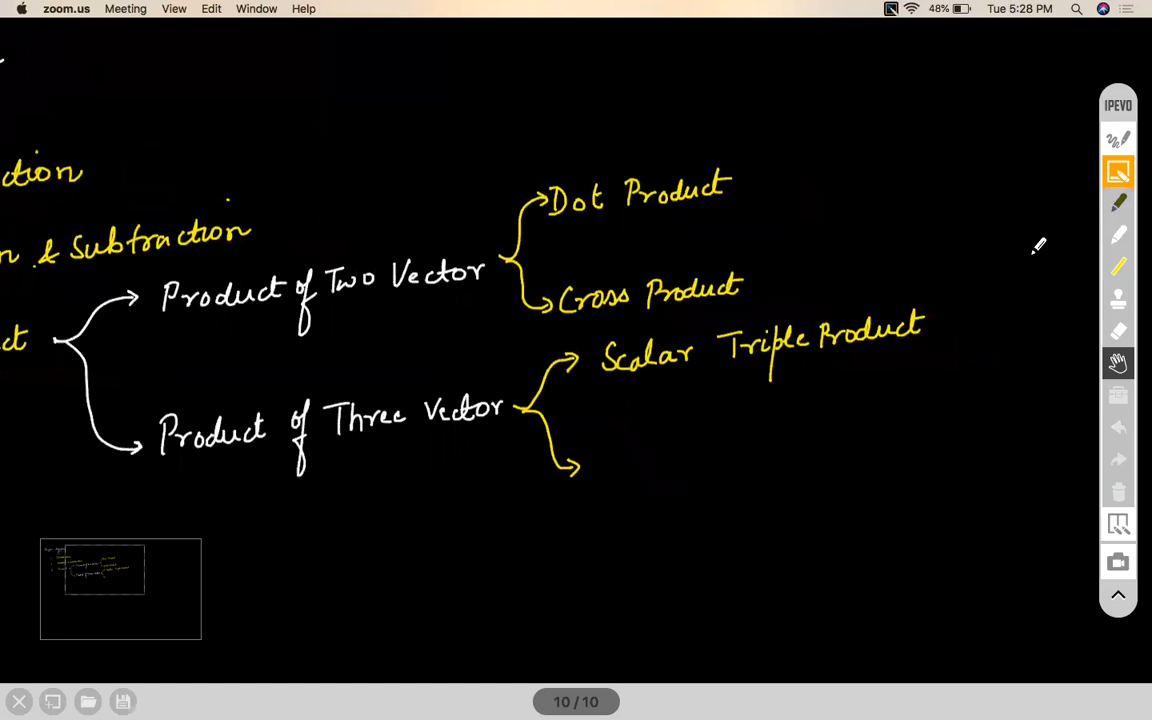 zoom.us Meeting View Edit Window Help 48% Tue 5:28 PM
IPEVO
ction
n & Subtraction
ct
Product of Two Vector
Dot Product
Cross Product
Product of Three Vector
Scalar Triple Product
10 / 10